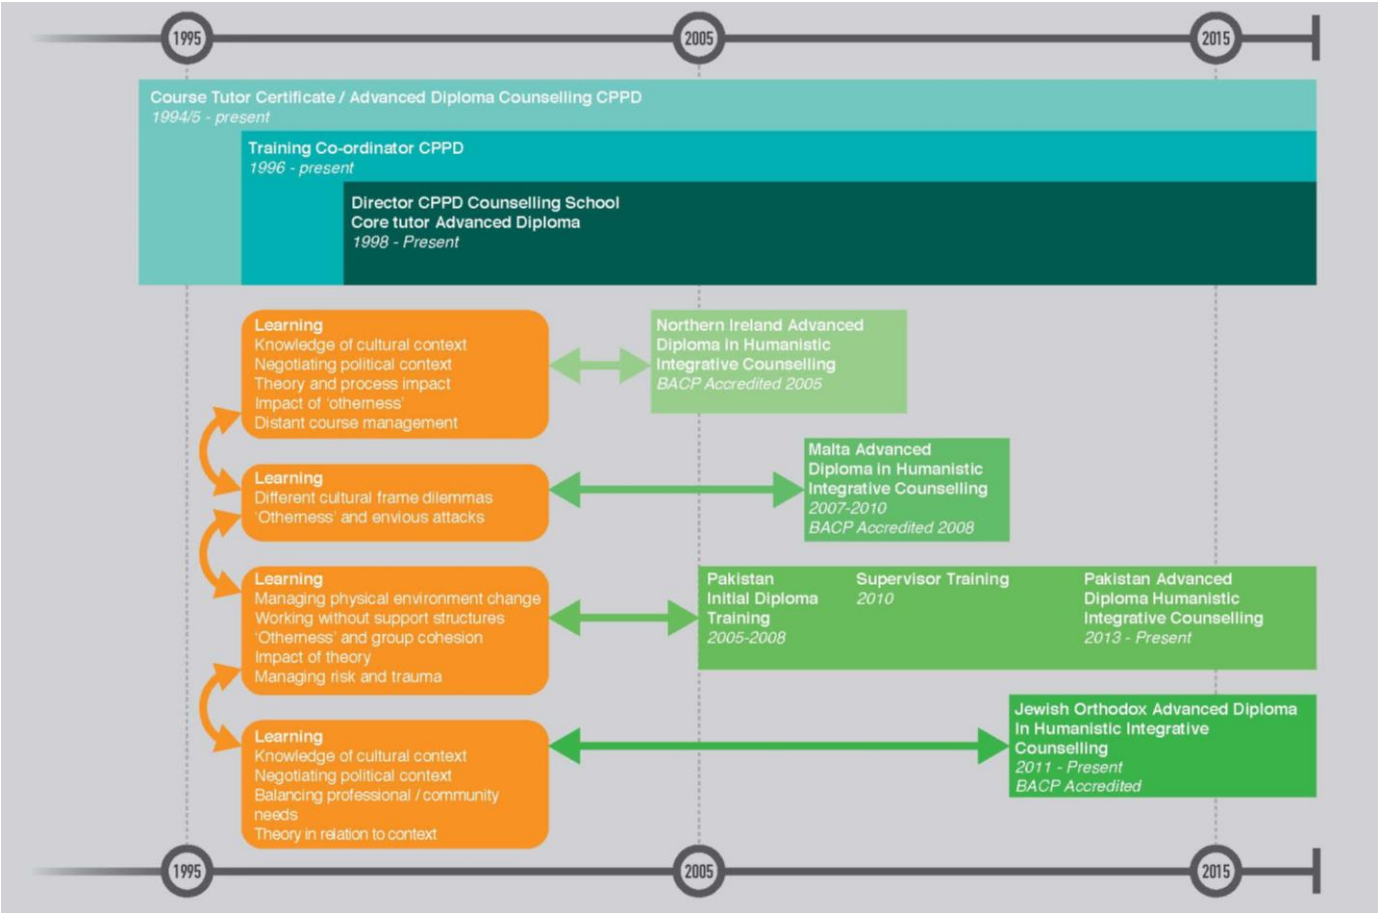 1995
2005
2015
Course Tutor Certificate / Advanced Diploma Counselling CPPD
1994/5 - present
Training Co-ordinator CPPD
1996 - present
Director CPPD Counselling School
Core tutor Advanced Diploma
1998 - Present
Learning
Knowledge of cultural context
Negotiating political context
Theory and process impact
Impact of ‘otherness’
Distant course management
Northern Ireland Advanced
Diploma in Humanistic
Integrative Counselling
BACP Accredited 2005
Learning
Different cultural frame dilemmas
‘Otherness’ and envious attacks
Malta Advanced
Diploma in Humanistic
Integrative Counselling
2007-2010
BACP Accredited 2008
Learning
Managing physical environment change
Working without support structures
‘Otherness’ and group cohesion
Impact of theory
Managing risk and trauma
Pakistan
Initial Diploma
Training
2005-2008
Supervisor Training
2010
Pakistan Advanced
Diploma Humanistic
Integrative Counselling
2013 - Present
Learning
Knowledge of cultural context
Negotiating political context
Balancing professional / community
needs
Theory in relation to context
Jewish Orthodox Advanced Diploma
In Humanistic Integrative
Counselling
2011 - Present
BACP Accredited
1995
2005
2015